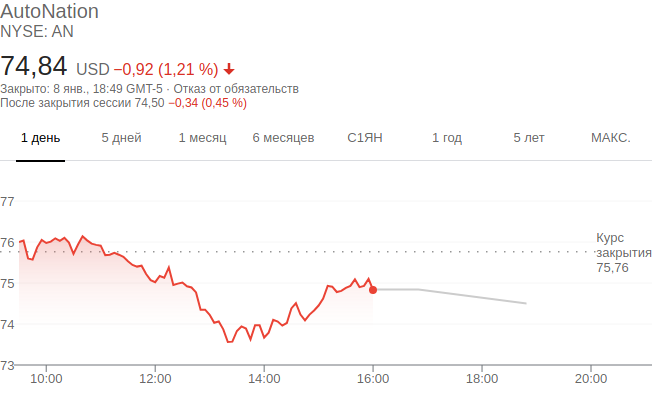 AutoNation
NYSE: AN
74,84 USD −0,92 (1,21 %)
Закрыто: 8 янв., 18:49 GMT-5 · Отказ от обязательств
После закрытия сессии 74,50 −0,34 (0,45 %)
1 день 5 дней 1 месяц 6 месяцев С1ЯН 1 год 5 лет МАКС.
77
76
Курс
закрытия
75,76
75
74
73
10:00 12:00 14:00 16:00 18:00 20:00